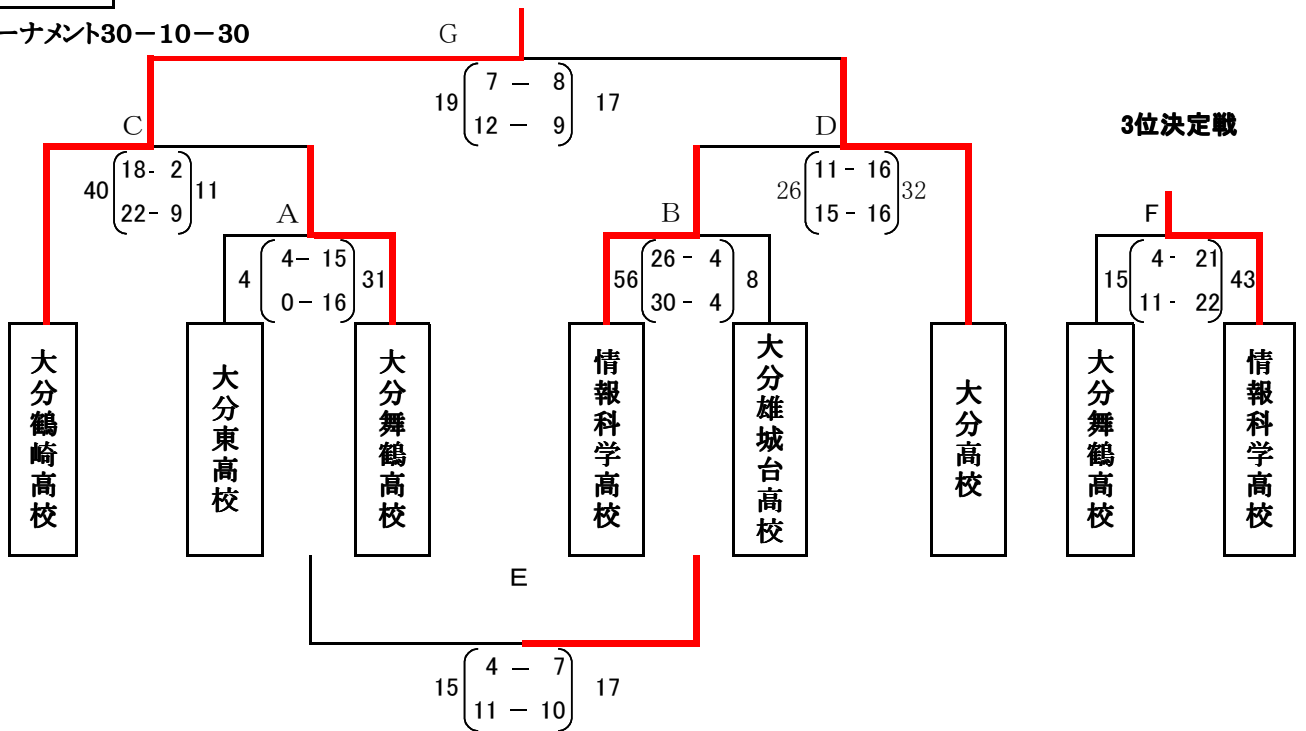 ーナメント30－10－30
G
19 7 － 8 17
12 － 9
3位決定戦
C
40 18- 2 11
22- 9
D
26 11 - 16 32
15 - 16
A
4 4－ 15 31
0－ 16
B
56 26 - 4 8
30 - 4
F
15 4 - 21 43
11 - 22
大分鶴崎高校
大分東高校
大分舞鶴高校
情報科学高校
大分雄城台高校
大分高校
大分舞鶴高校
情報科学高校
E
15 4 － 7 17
11 － 10